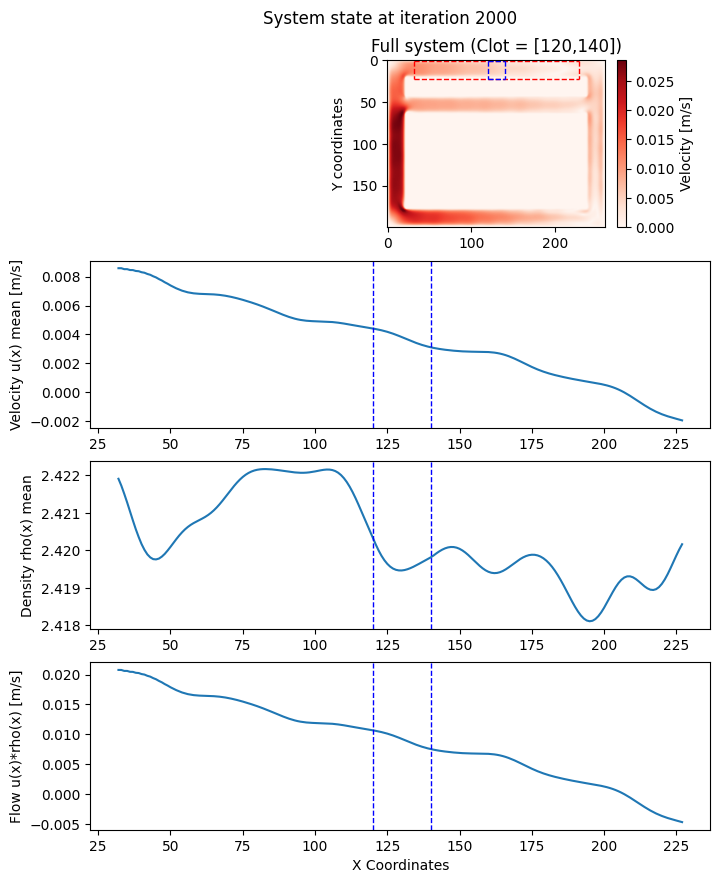 System state at iteration 2000
Full system (Clot = [120,140])
Y coordinates
0
50
100
150
0
100
200
0.025
0.020
0.015
0.010
0.005
0.000
Velocity [m/s]
Velocity u(x) mean [m/s]
0.008
0.006
0.004
0.002
0.000
−0.002
25 50 75 100 125 150 175 200 225
Density rho(x) mean
2.422
2.421
2.420
2.419
2.418
25 50 75 100 125 150 175 200 225
Flow u(x)*rho(x) [m/s]
0.020
0.015
0.010
0.005
0.000
−0.005
25 50 75 100 125 150 175 200 225
X Coordinates